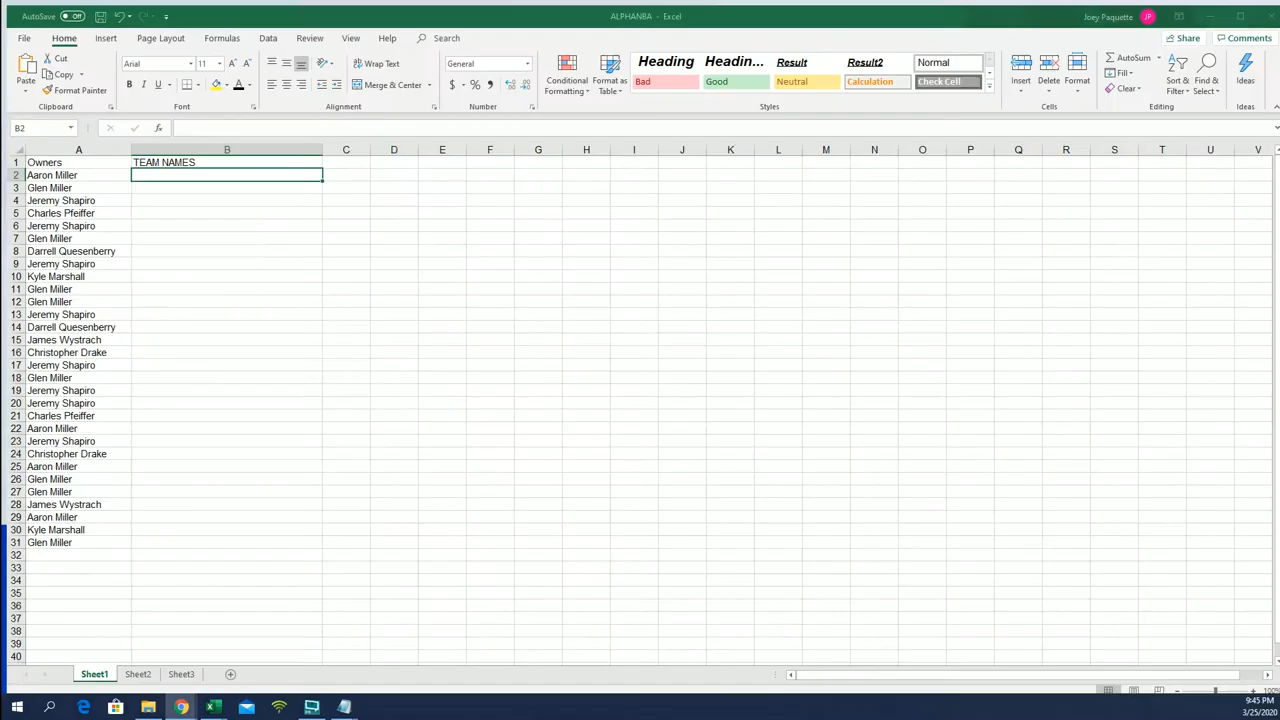 AutoSave Off ALPHANBA - Excel Joey Paquette JP
File Home Insert Page Layout Formulas Data Review View Help Search Share Comments
Paste Cut Copy Format Painter
Arial 11 A A
B I U A
Wrap Text
Merge & Center
General
$ % 9
Conditional Formatting Format as Table
Heading Headin... Result Result2 Normal
Bad Good Neutral Calculation Check Cell
Insert Delete Format
AutoSum Fill Clear
Sort & Filter Find & Select Ideas
Clipboard Font Alignment Number Styles Cells Editing Ideas
B2 fx
A B C D E F G H I J K L M N O P Q R S T U V
1 Owners TEAM NAMES
2 Aaron Miller
3 Glen Miller
4 Jeremy Shapiro
5 Charles Pfeiffer
6 Jeremy Shapiro
7 Glen Miller
8 Darrell Quesenberry
9 Jeremy Shapiro
10 Kyle Marshall
11 Glen Miller
12 Glen Miller
13 Jeremy Shapiro
14 Darrell Quesenberry
15 James Wystrach
16 Christopher Drake
17 Jeremy Shapiro
18 Glen Miller
19 Jeremy Shapiro
20 Jeremy Shapiro
21 Charles Pfeiffer
22 Aaron Miller
23 Jeremy Shapiro
24 Christopher Drake
25 Aaron Miller
26 Glen Miller
27 Glen Miller
28 James Wystrach
29 Aaron Miller
30 Kyle Marshall
31 Glen Miller
32
33
34
35
36
37
38
39
40
Sheet1 Sheet2 Sheet3
100%
9:45 PM
3/25/2020